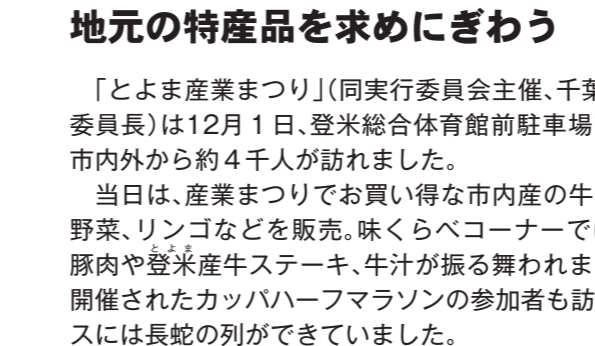 地元の特産品を求めにぎわう
「とよま産業まつり」(同実行委員会主催、千葉
委員長)は12月1日、登米総合体育館前駐車場
市内外から約4千人が訪れました。
当日は、産業まつりでお買い得な市内産の牛
野菜、リンゴなどを販売。味くらべコーナーで
とよま
豚肉や登米産牛ステーキ、牛汁が振る舞われま
開催されたカッパハーフマラソンの参加者も訪
スには長蛇の列ができていました。